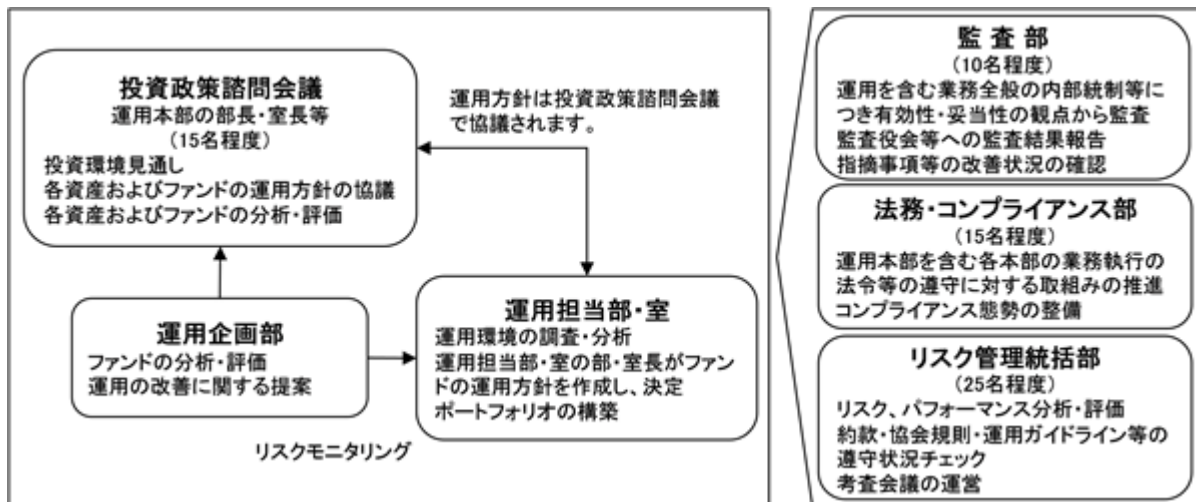 投資政策諮問会議
運用本部の部長・室長等
(15名程度)
投資環境見通し
各資産およびファンドの運用方針の協議
各資産およびファンドの分析・評価
運用方針は投資政策諮問会議
で協議されます。
運用企画部
ファンドの分析・評価
運用の改善に関する提案
運用担当部・室
運用環境の調査・分析
運用担当部・室の部・室長がファン
ドの運用方針を作成し、決定
ポートフォリオの構築
リスクモニタリング
監 査 部
(10名程度)
運用を含む業務全般の内部統制等に
つき有効性・妥当性の観点から監査
監査役会等への監査結果報告
指摘事項等の改善状況の確認
法務・コンプライアンス部
(15名程度)
運用本部を含む各本部の業務執行の
法令等の遵守に対する取組みの推進
コンプライアンス態勢の整備
リスク管理統括部
(25名程度)
リスク、パフォーマンス分析・評価
約款・協会規則・運用ガイドライン等の
遵守状況チェック
考査会議の運営